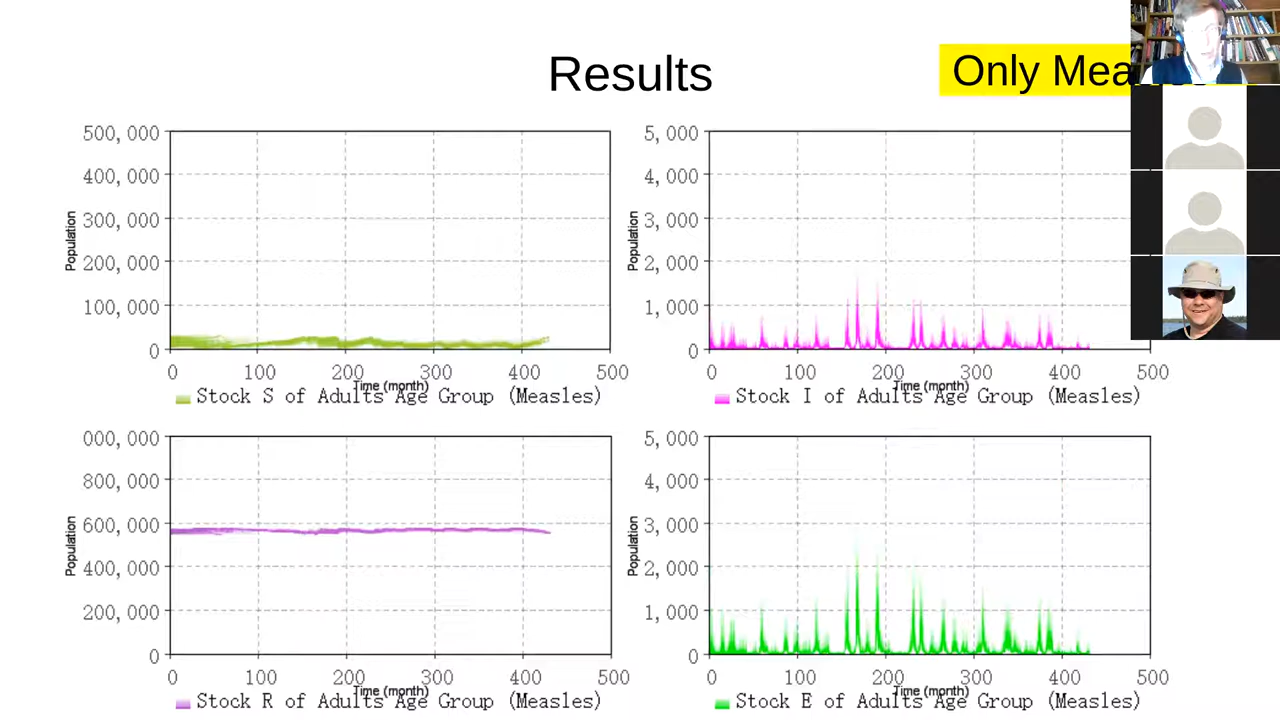 Results
Only Mea
500,000
400,000
300,000
200,000
100,000
0
Population
0 100 200 300 400 500
Time (month)
Stock S of Adults Age Group (Measles)
5,000
4,000
3,000
2,000
1,000
0
Population
0 100 200 300 400 500
Time (month)
Stock I of Adults Age Group (Measles)
000,000
800,000
600,000
400,000
200,000
0
Population
0 100 200 300 400 500
Time (month)
Stock R of Adults Age Group (Measles)
5,000
4,000
3,000
2,000
1,000
0
Population
0 100 200 300 400 500
Time (month)
Stock E of Adults Age Group (Measles)